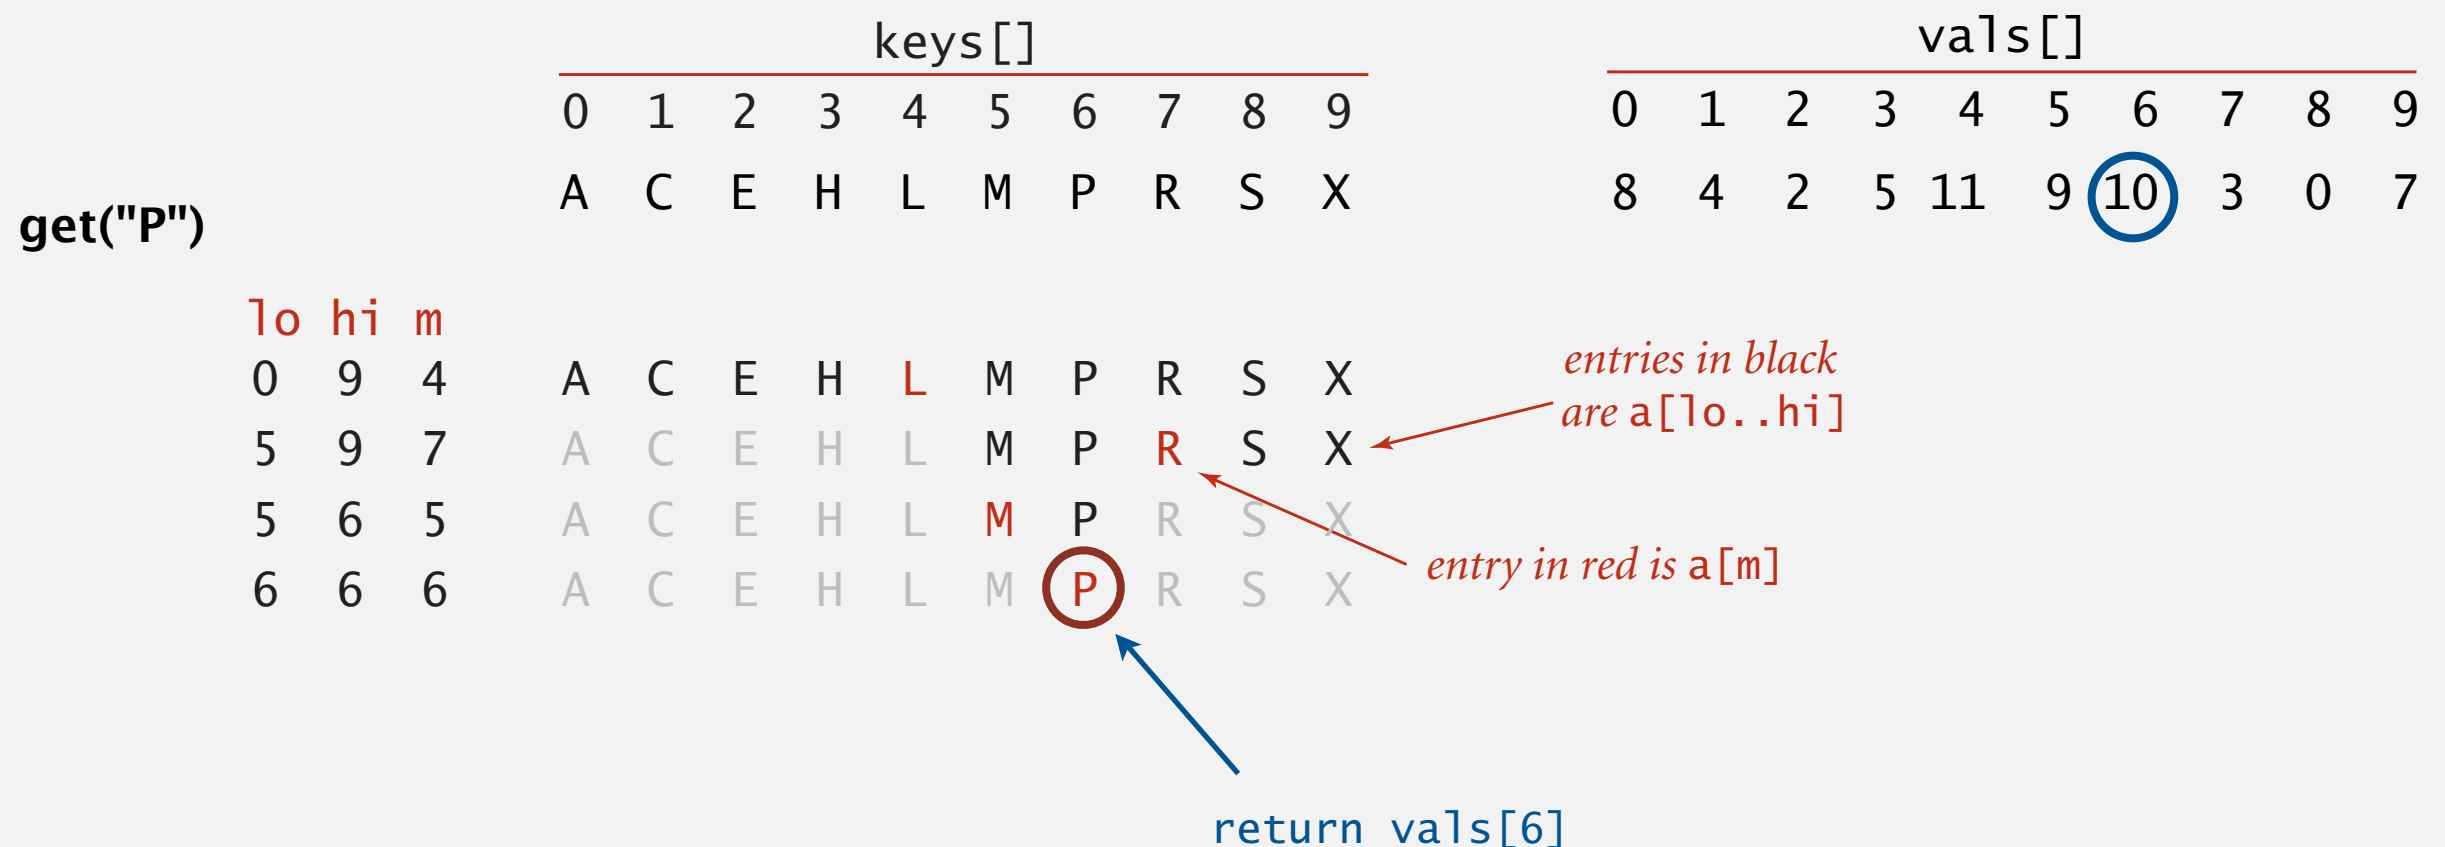 keys[]
vals[]
0 1 2 3 4 5 6 7 8 9
0 1 2 3 4 5 6 7 8 9
A C E H L M P R S X
8 4 2 5 11 9 10 3 0 7
get("P")
lo hi m
0 9 4 A C E H L M P R S X
entries in black
are a[lo..hi]
5 9 7 A C E H L M P R S X
5 6 5 A C E H L M P R S X
entry in red is a[m]
6 6 6 A C E H L M P R S X
return vals[6]